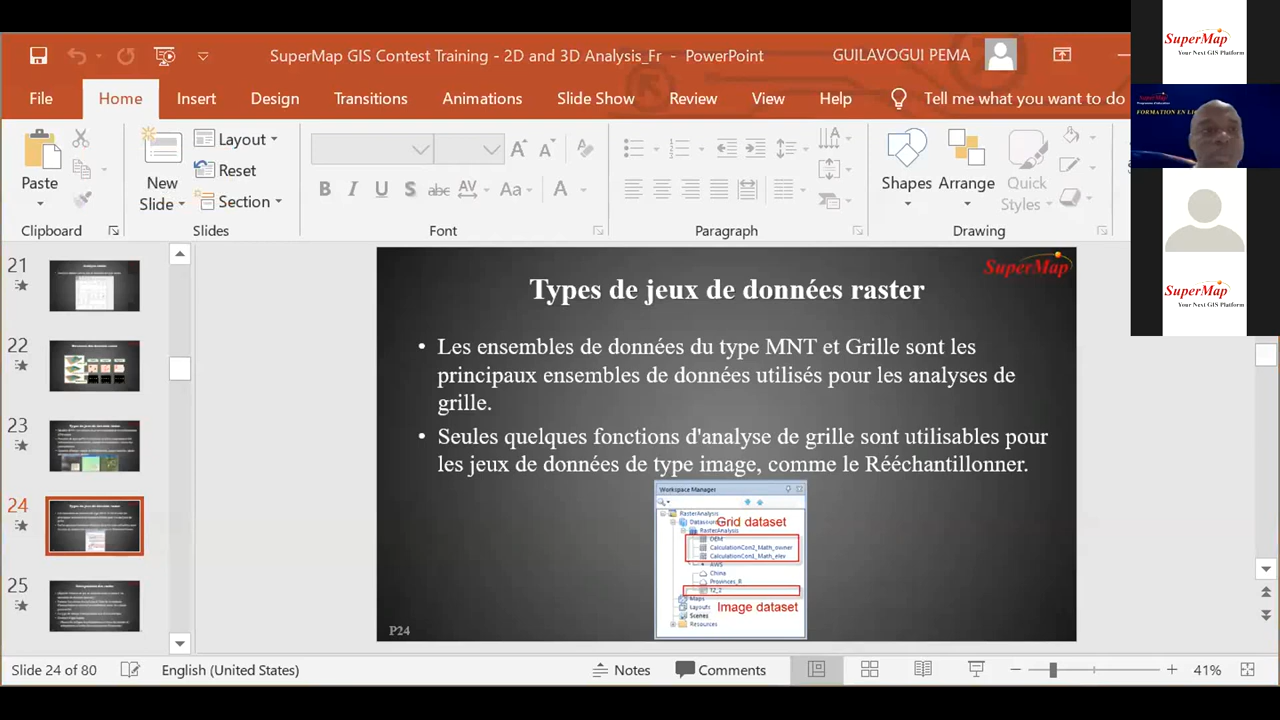 SuperMap GIS Contest Training - 2D and 3D Analysis_Fr - PowerPoint
GUILAVOGUI PEMA
File Home Insert Design Transitions Animations Slide Show Review View Help Tell me what you want to do
Paste
New
Slide
Layout
Reset
Section
B I U S abc AV Aa A
Shapes
Arrange
Quick
Styles
Clipboard
Slides
Font
Paragraph
Drawing
21
22
23
24
25
SuperMap
Types de jeux de données raster
• Les ensembles de données du type MNT et Grille sont les
principaux ensembles de données utilisés pour les analyses de
grille.
• Seules quelques fonctions d'analyse de grille sont utilisables pour
les jeux de données de type image, comme le Rééchantillonner.
Workspace Manager
RasterAnalysis
Grid dataset
RasterAnalysis
DEM
CalculationCon2_Math_owner
CalculationCon1_Math_elev
China
Provinces_R
Maps
Layouts
Image dataset
Scenes
Resources
P24
Slide 24 of 80
English (United States)
Notes
Comments
41%
SuperMap
Your Next GIS Platform
SuperMap
FORMATION EN LI
SuperMap
Your Next GIS Platform